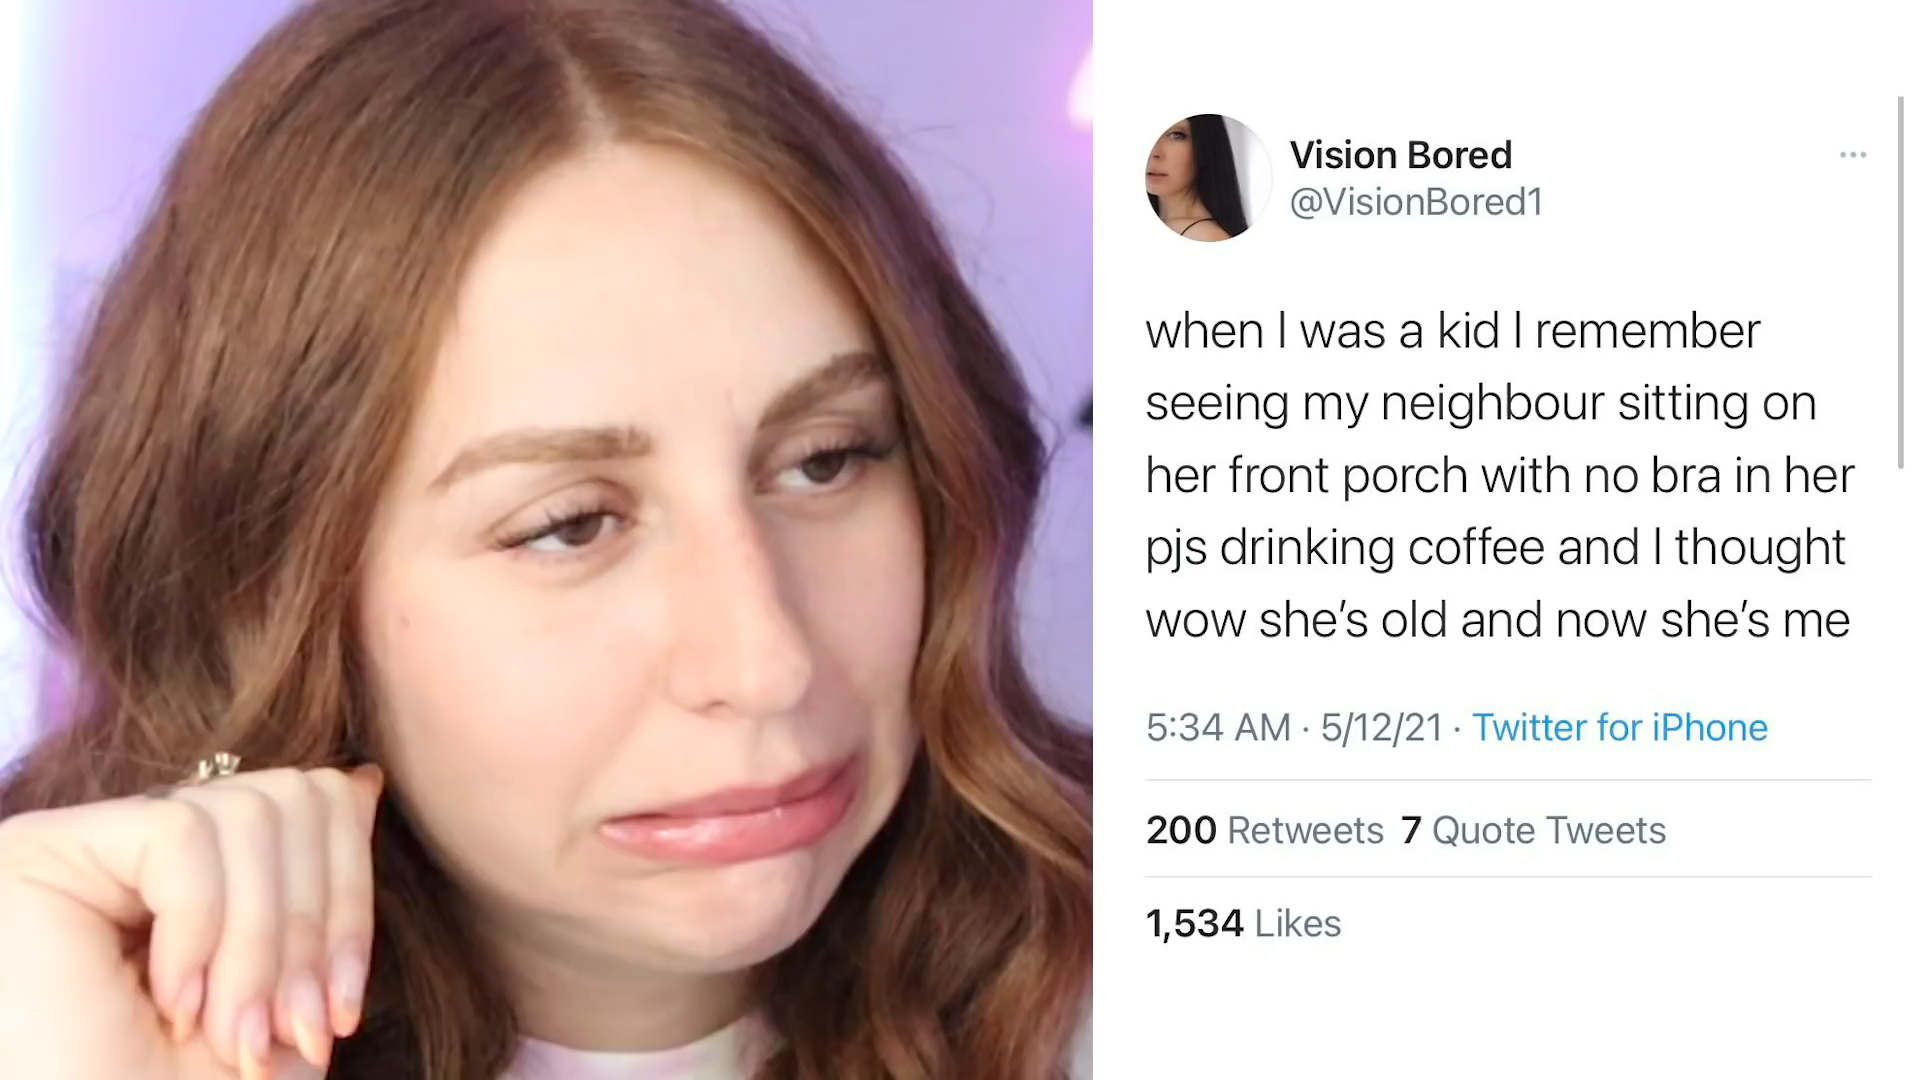 Vision Bored
@VisionBored1
when I was a kid I remember
seeing my neighbour sitting on
her front porch with no bra in her
pjs drinking coffee and I thought
wow she’s old and now she’s me
5:34 AM · 5/12/21 · Twitter for iPhone
200 Retweets 7 Quote Tweets
1,534 Likes